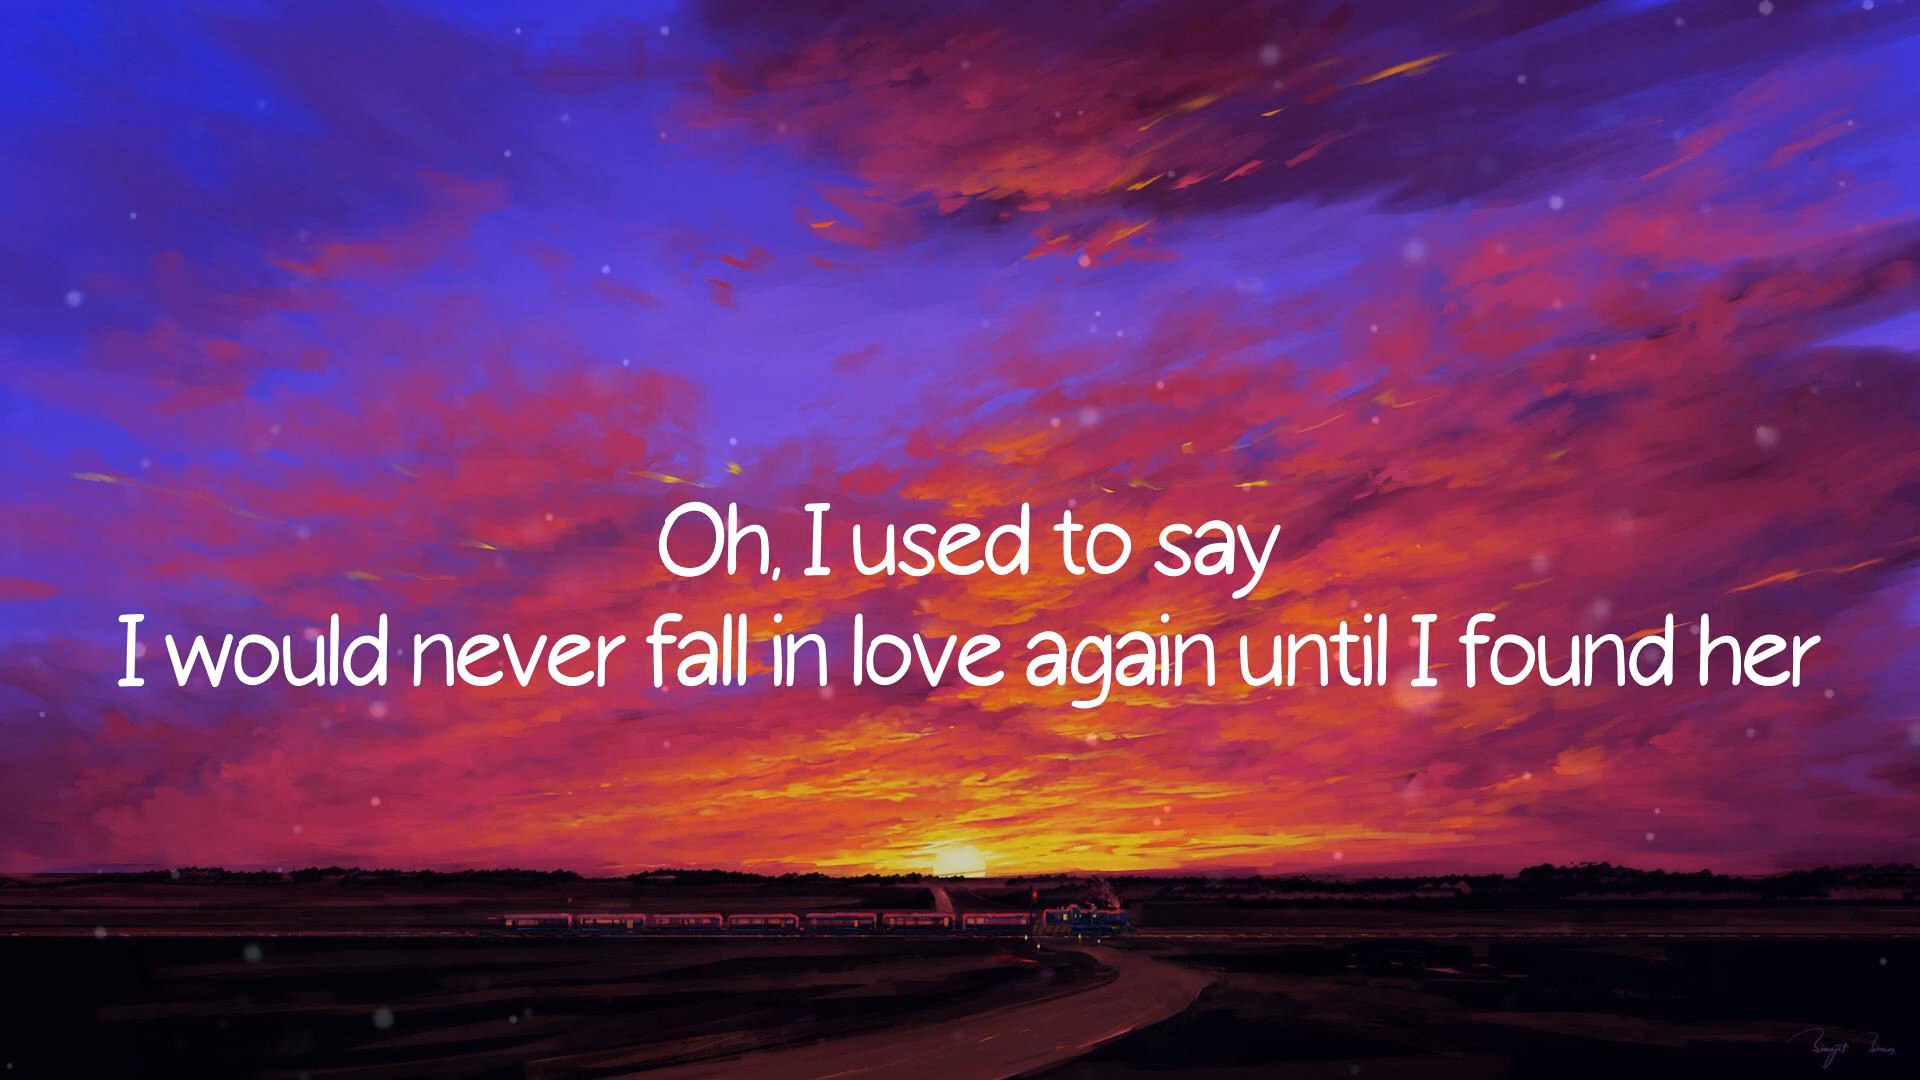 Oh, I used to say
I would never fall in love again until I found her